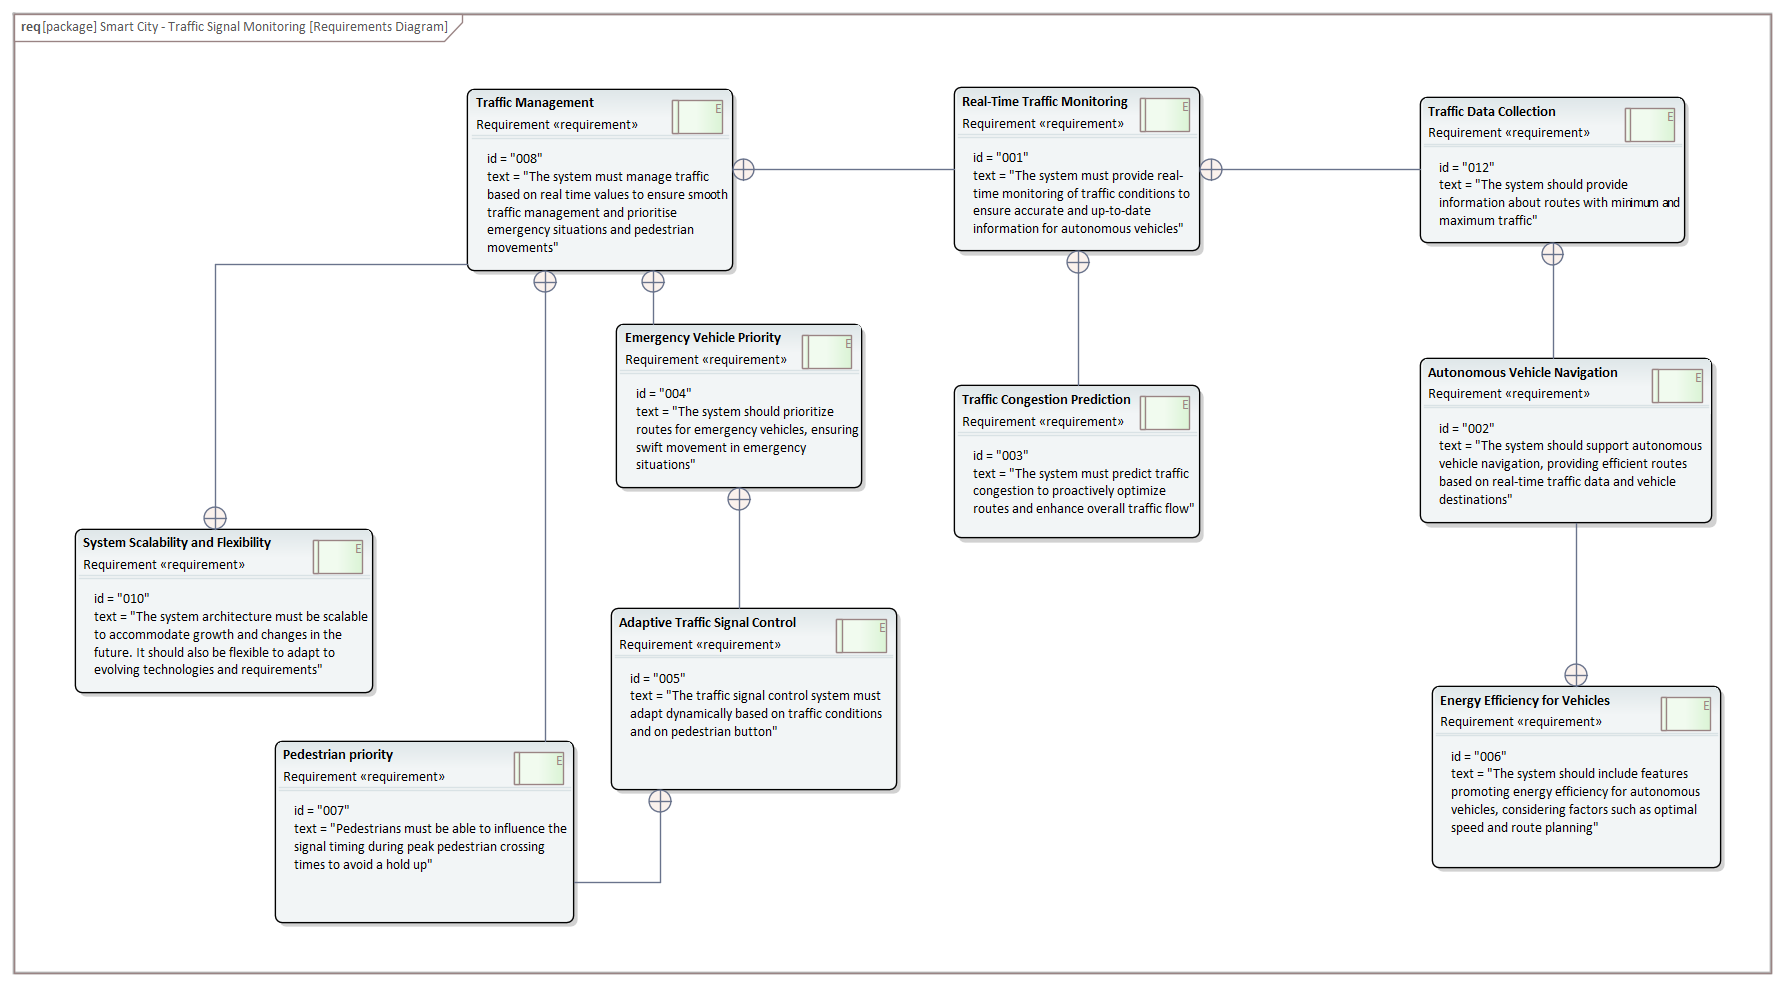 req [package] Smart City - Traffic Signal Monitoring [Requirements Diagram]
Traffic Management
Requirement «requirement»
E
id = "008"
text = "The system must manage traffic
based on real time values to ensure smooth
traffic management and prioritise
emergency situations and pedestrian
movements"
Real-Time Traffic Monitoring
Requirement «requirement»
E
id = "001"
text = "The system must provide real-
time monitoring of traffic conditions to
ensure accurate and up-to-date
information for autonomous vehicles"
Traffic Data Collection
Requirement «requirement»
E
id = "012"
text = "The system should provide
information about routes with minimum and
maximum traffic"
Emergency Vehicle Priority
Requirement «requirement»
E
id = "004"
text = "The system should prioritize
routes for emergency vehicles, ensuring
swift movement in emergency
situations"
Traffic Congestion Prediction
Requirement «requirement»
E
id = "003"
text = "The system must predict traffic
congestion to proactively optimize
routes and enhance overall traffic flow"
Autonomous Vehicle Navigation
Requirement «requirement»
E
id = "002"
text = "The system should support autonomous
vehicle navigation, providing efficient routes
based on real-time traffic data and vehicle
destinations"
System Scalability and Flexibility
Requirement «requirement»
E
id = "010"
text = "The system architecture must be scalable
to accommodate growth and changes in the
future. It should also be flexible to adapt to
evolving technologies and requirements"
Adaptive Traffic Signal Control
Requirement «requirement»
E
id = "005"
text = "The traffic signal control system must
adapt dynamically based on traffic conditions
and on pedestrian button"
Energy Efficiency for Vehicles
Requirement «requirement»
E
id = "006"
text = "The system should include features
promoting energy efficiency for autonomous
vehicles, considering factors such as optimal
speed and route planning"
Pedestrian priority
Requirement «requirement»
E
id = "007"
text = "Pedestrians must be able to influence the
signal timing during peak pedestrian crossing
times to avoid a hold up"